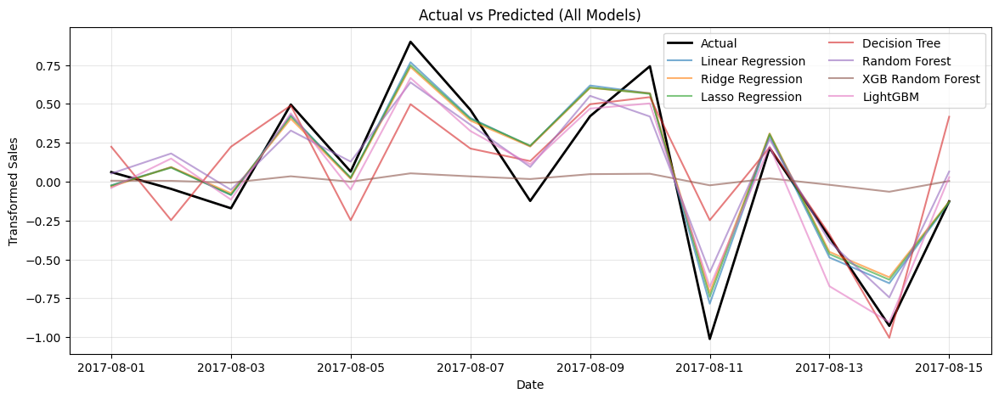 Actual vs Predicted (All Models)
Transformed Sales
0.75
0.50
0.25
0.00
−0.25
−0.50
−0.75
−1.00
Actual
Linear Regression
Ridge Regression
Lasso Regression
Decision Tree
Random Forest
XGB Random Forest
LightGBM
2017-08-01
2017-08-03
2017-08-05
2017-08-07
2017-08-09
2017-08-11
2017-08-13
2017-08-15
Date